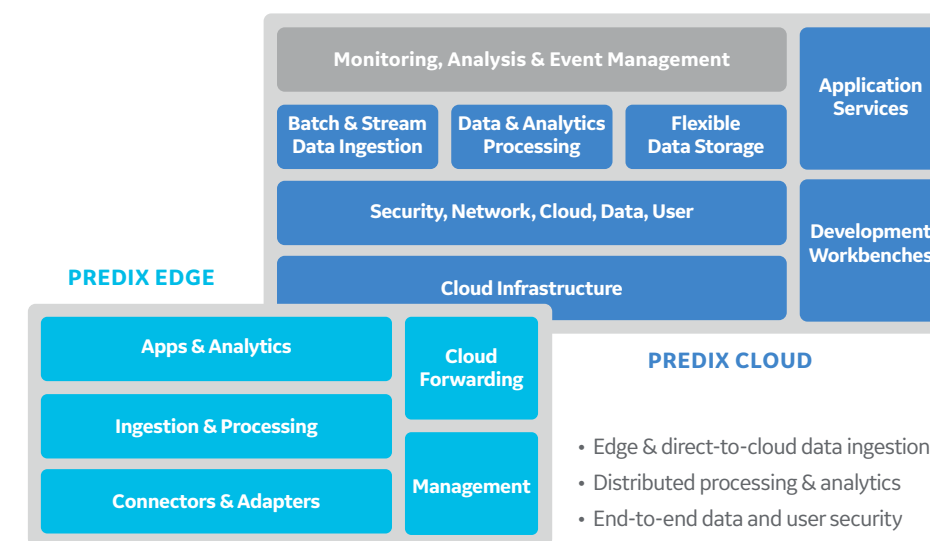 Monitoring, Analysis & Event Management
Application
Services
Batch & Stream
Data Ingestion
Data & Analytics
Processing
Flexible
Data Storage
Security, Network, Cloud, Data, User
Development
Workbenches
Cloud Infrastructure
PREDIX EDGE
Apps & Analytics
Cloud
Forwarding
Ingestion & Processing
Management
Connectors & Adapters
PREDIX CLOUD
• Edge & direct-to-cloud data ingestion
• Distributed processing & analytics
• End-to-end data and user security